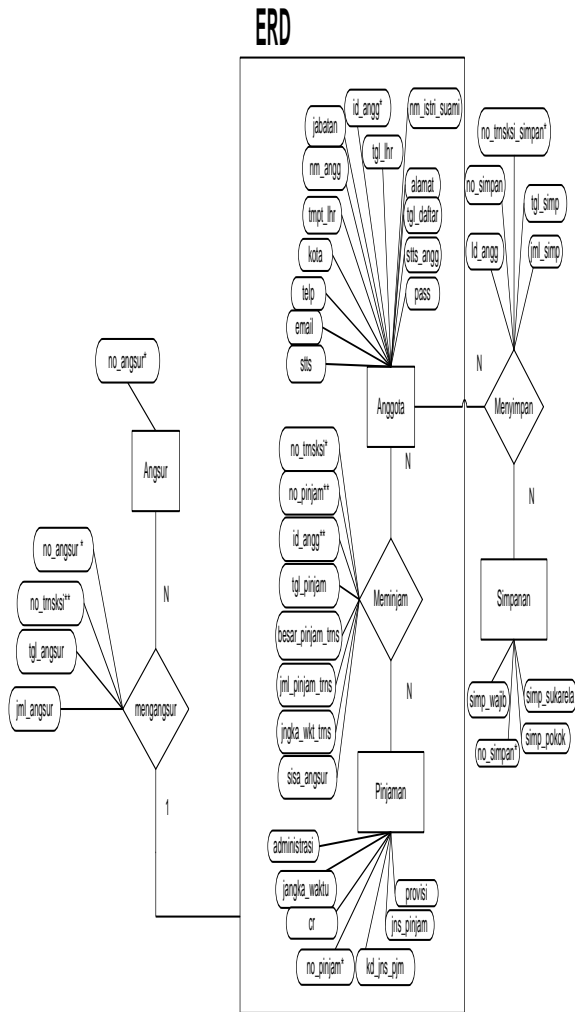 ERD
id_angg*
nm_istri_suami
jabatan
no_trnsksi_simpan*
tgl_lhr
nm_angg
no_simpan
alamat
tgl_simp
tmpt_lhr
tgl_daftar
kota
stts_angg
Id_angg
jml_simp
telp
pass
email
no_angsur*
stts
N
Anggota
Menyimpan
no_trnsksi*
N
Angsur
no_pinjam**
N
id_angg**
no_angsur *
tgl_pinjam
Meminjam
N
no_trnsksi**
Simpanan
besar_pinjam_trns
tgl_angsur
jml_pinjam_trns
N
simp_wajib
simp_sukarela
jml_angsur
mengangsur
jngka_wkt_trns
simp_pokok
no_simpan*
sisa_angsur
Pinjaman
1
administrasi
jangka_waktu
provisi
cr
jns_pinjam
no_pinjam*
kd_jns_pjm